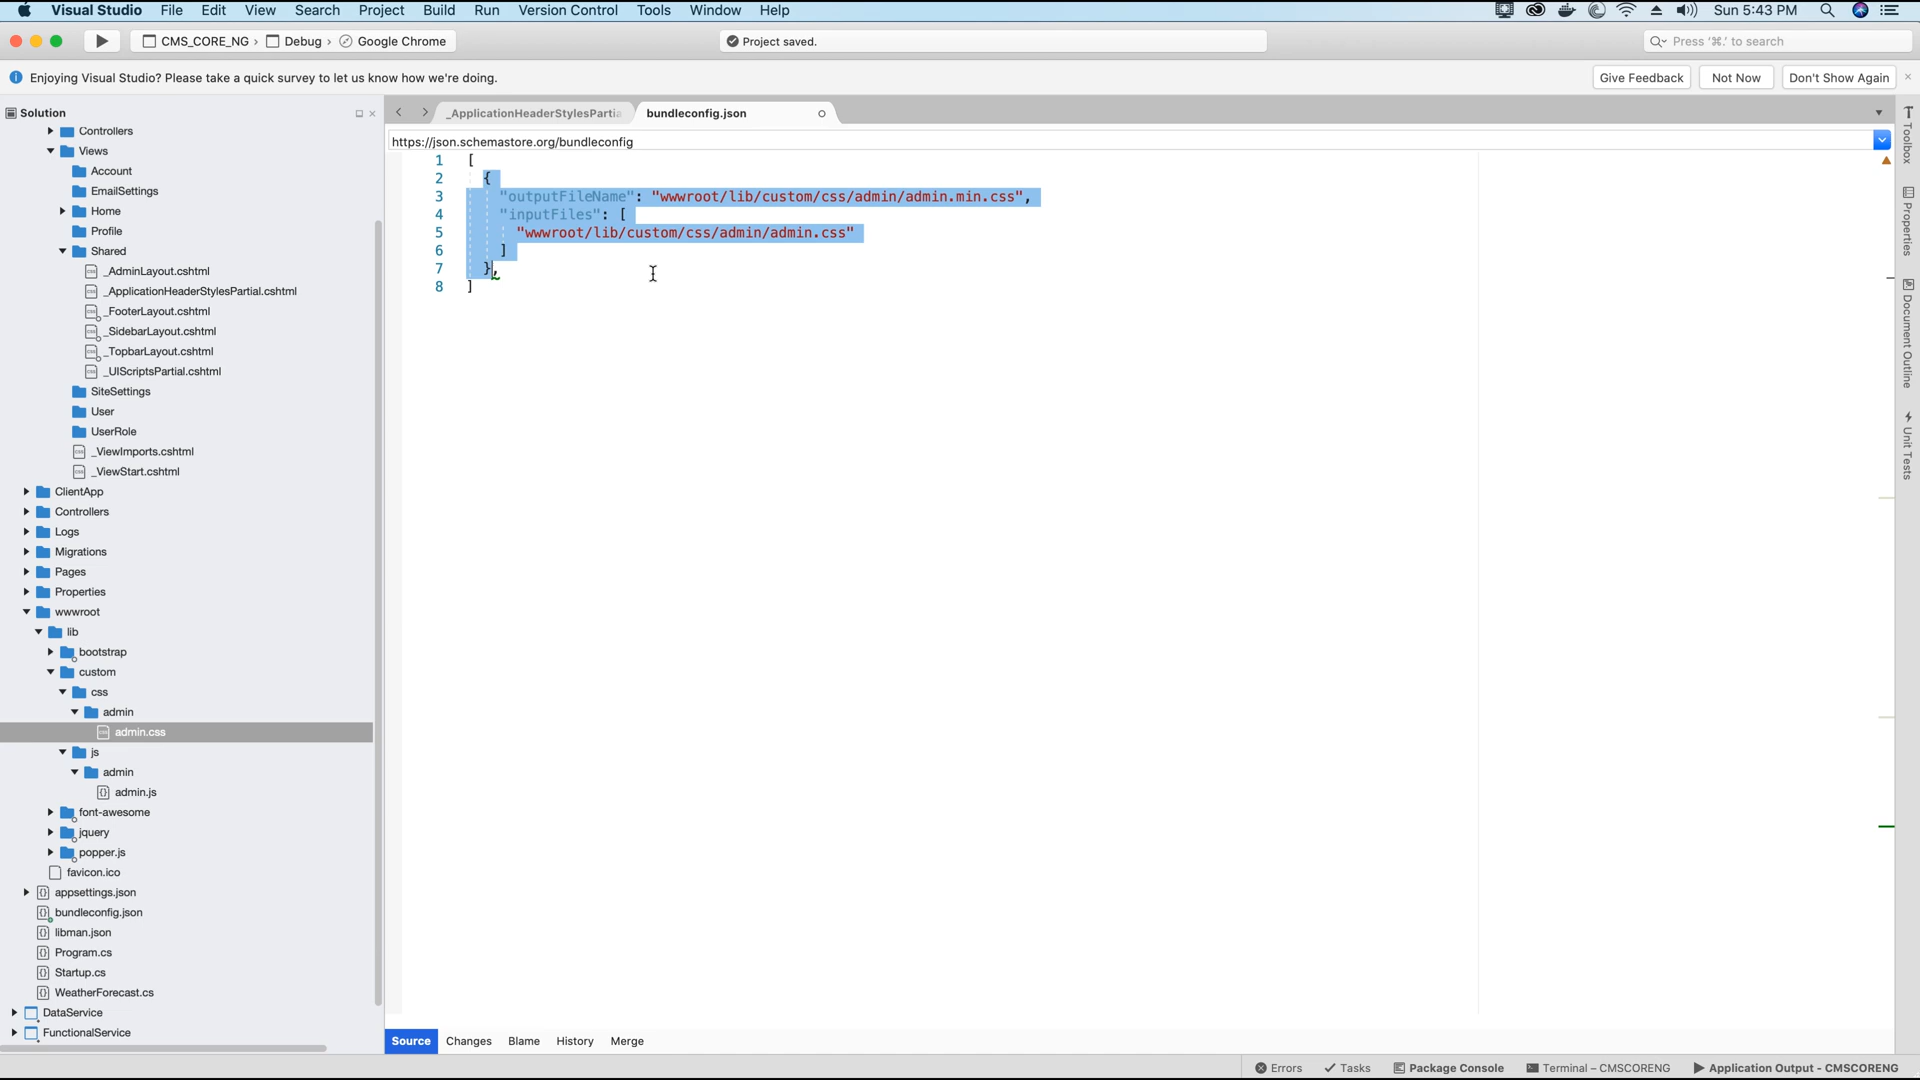 Visual Studio File Edit View Search Project Build Run Version Control Tools Window Help Sun 5:43 PM
CMS_CORE_NG › Debug › Google Chrome Project saved. Press ‘⌘.’ to search
Enjoying Visual Studio? Please take a quick survey to let us know how we're doing. Give Feedback Not Now Don't Show Again
Solution
Controllers
Views
Account
EmailSettings
Home
Profile
Shared
_AdminLayout.cshtml
_ApplicationHeaderStylesPartial.cshtml
_FooterLayout.cshtml
_SidebarLayout.cshtml
_TopbarLayout.cshtml
_UIScriptsPartial.cshtml
SiteSettings
User
UserRole
_ViewImports.cshtml
_ViewStart.cshtml
ClientApp
Controllers
Logs
Migrations
Pages
Properties
wwwroot
lib
bootstrap
custom
css
admin
admin.css
js
admin
admin.js
font-awesome
jquery
popper.js
favicon.ico
appsettings.json
bundleconfig.json
libman.json
Program.cs
Startup.cs
WeatherForecast.cs
DataService
FunctionalService
_ApplicationHeaderStylesPartia bundleconfig.json
https://json.schemastore.org/bundleconfig
1 [
2 {
3 "outputFileName": "wwwroot/lib/custom/css/admin/admin.min.css",
4 "inputFiles": [
5 "wwwroot/lib/custom/css/admin/admin.css"
6 ]
7 },
8 ]
Toolbox
Properties
Document Outline
Unit Tests
Source Changes Blame History Merge
Errors Tasks Package Console Terminal – CMSCORENG Application Output - CMSCORENG